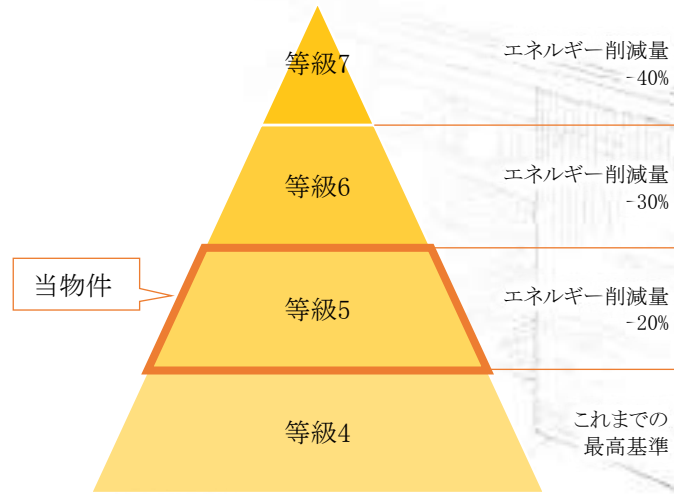 等級7
エネルギー削減量
-40%
等級6
エネルギー削減量
-30%
当物件
等級5
エネルギー削減量
-20%
等級4
これまでの
最高基準